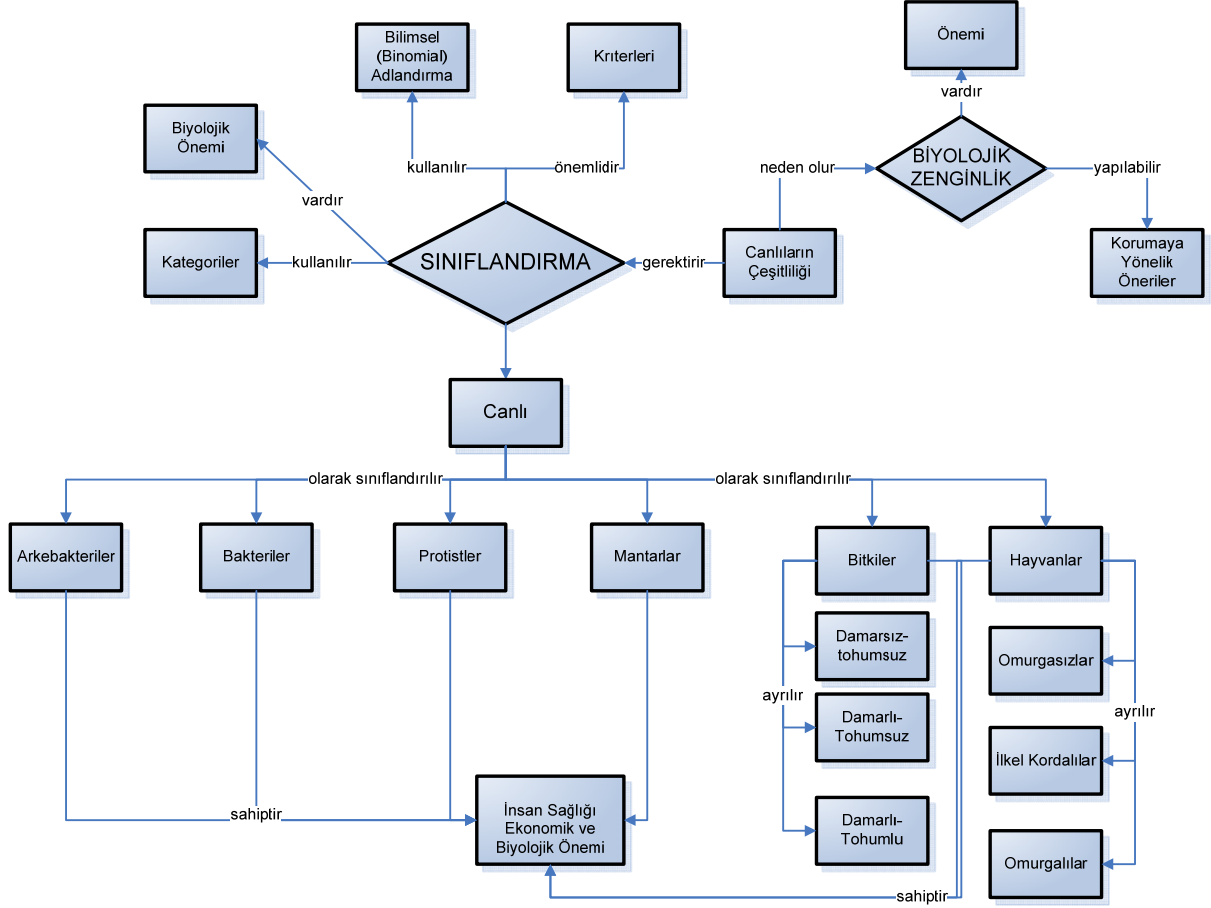 Bilimsel
(Binomial)
Adlandırma
Krıterleri
Önemi
vardır
Biyolojik
Önemi
kullanılır
önemlidir
neden olur
BİYOLOJİK
ZENGİNLİK
yapılabilir
vardır
Kategoriler
kullanılır
SINIFLANDIRMA
gerektirir
Canlıların
Çeşitliliği
Korumaya
Yönelik
Öneriler
Canlı
olarak sınıflandırılır
olarak sınıflandırılır
Arkebakteriler
Bakteriler
Protistler
Mantarlar
Bitkiler
Hayvanlar
Damarsız-
tohumsuz
Omurgasızlar
ayrılır
ayrılır
Damarlı-
Tohumsuz
İlkel Kordalılar
sahiptir
İnsan Sağlığı
Ekonomik ve
Biyolojik Önemi
Damarlı-
Tohumlu
Omurgalılar
sahiptir